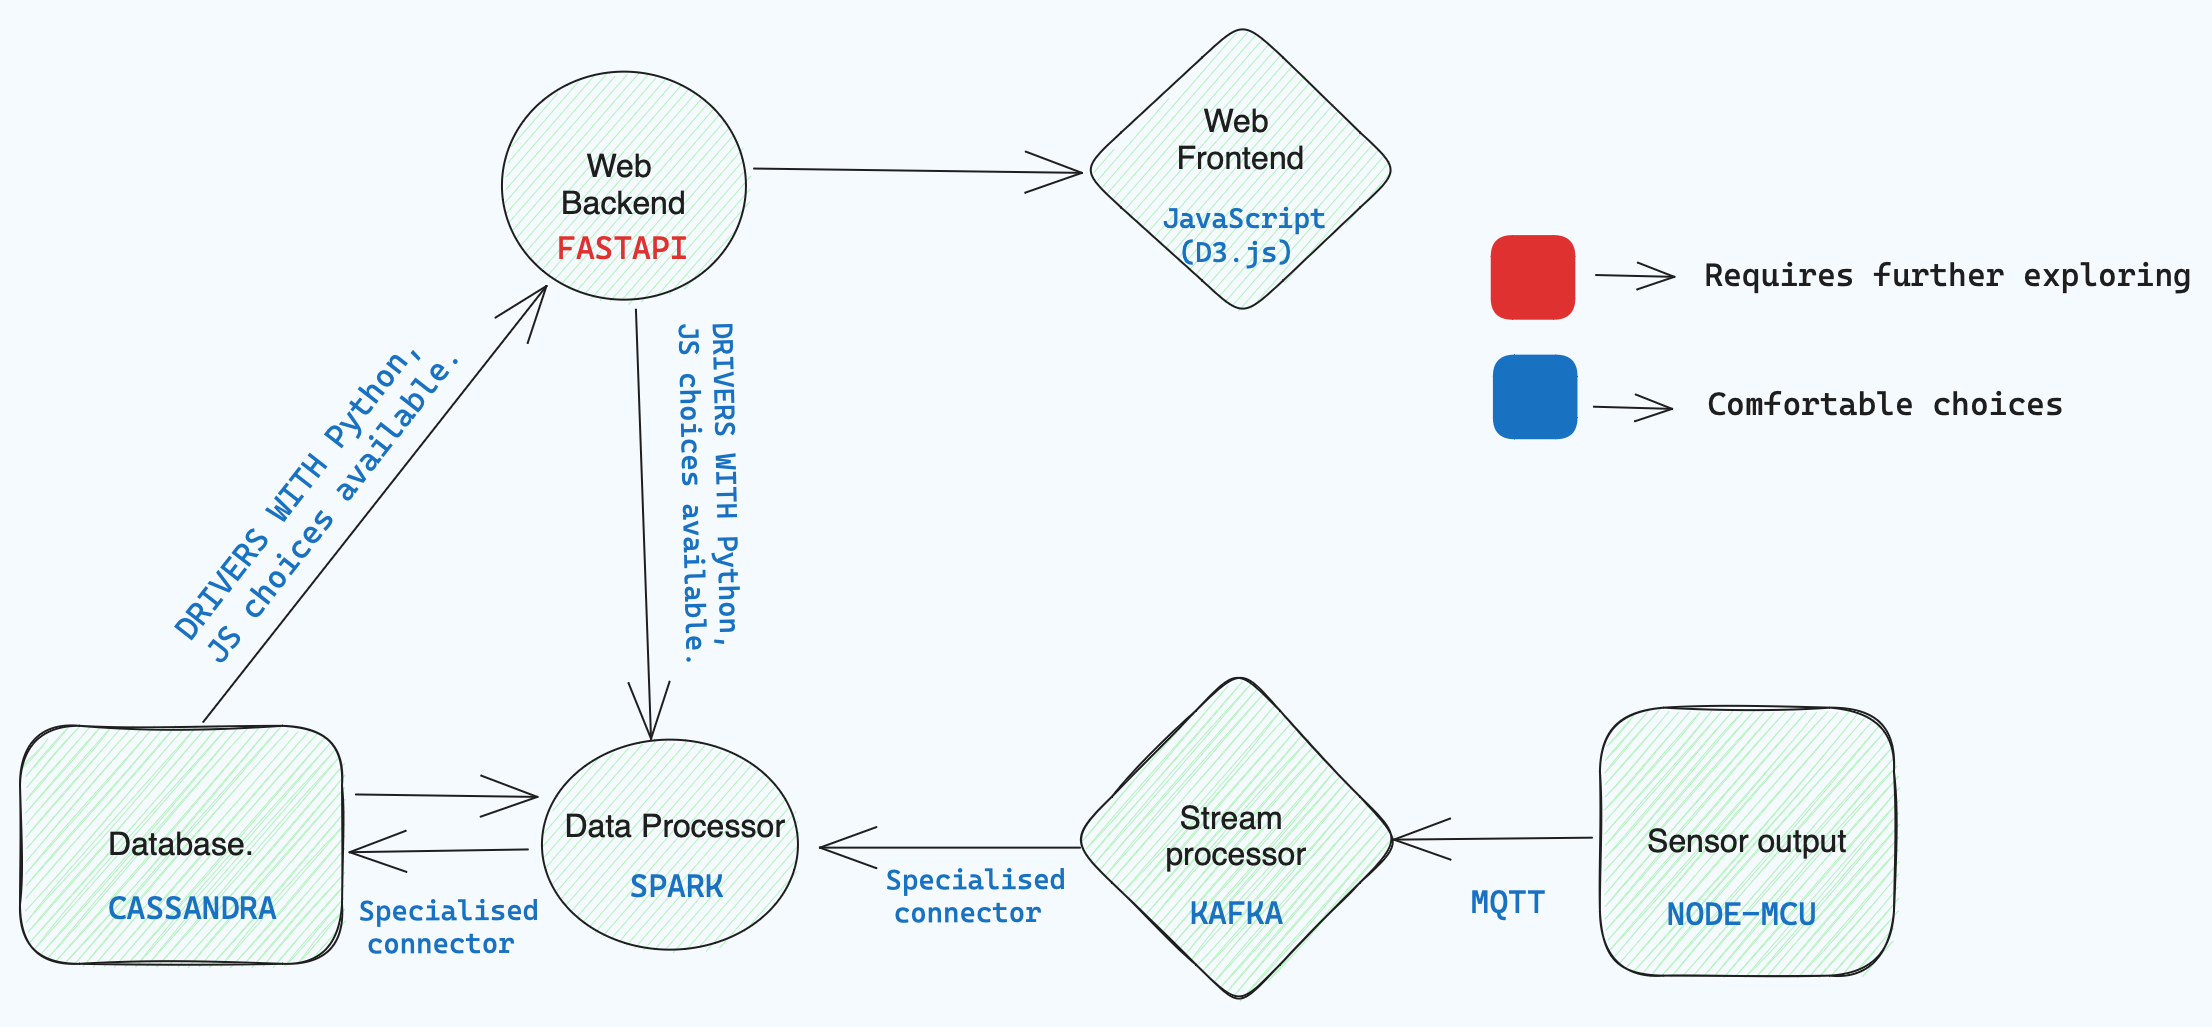 Web
Backend
FASTAPI
Web
Frontend
JavaScript
(D3.js)
Requires further exploring
Comfortable choices
DRIVERS WITH Python,
JS choices available.
DRIVERS WITH Python,
JS choices available.
Database.
CASSANDRA
Specialised
connector
Data Processor
SPARK
Specialised
connector
Stream
processor
KAFKA
MQTT
Sensor output
NODE-MCU